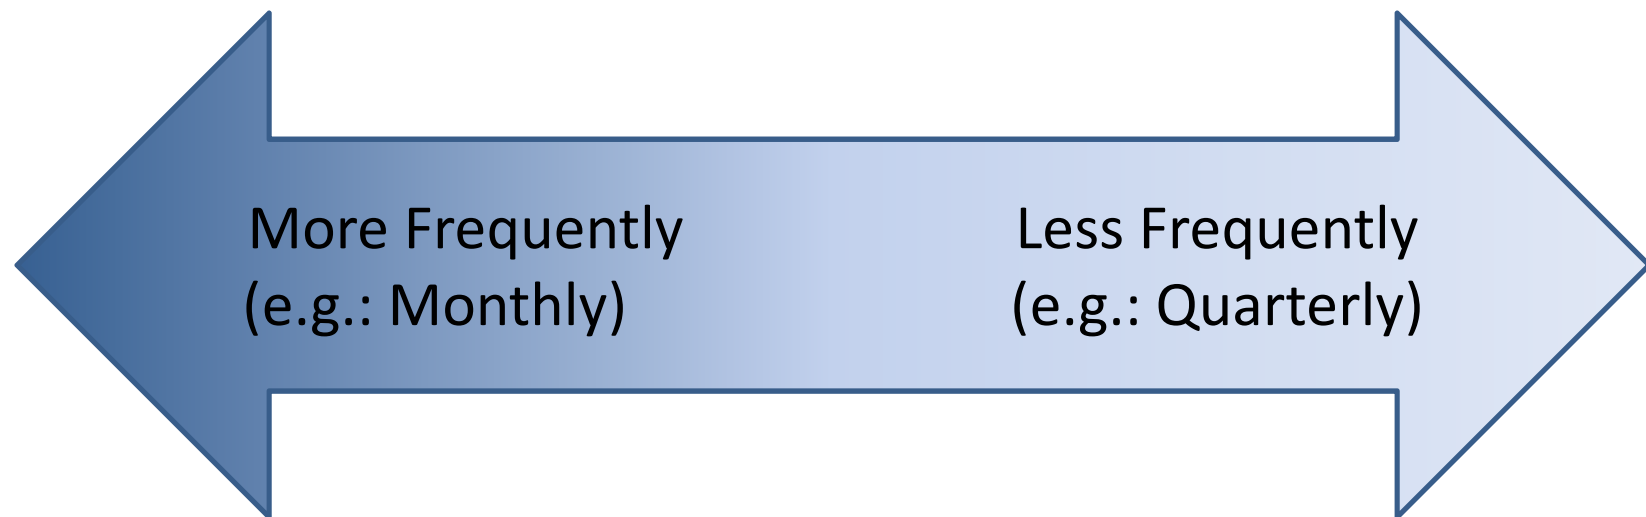 More Frequently
(e.g.: Monthly)
Less Frequently
(e.g.: Quarterly)